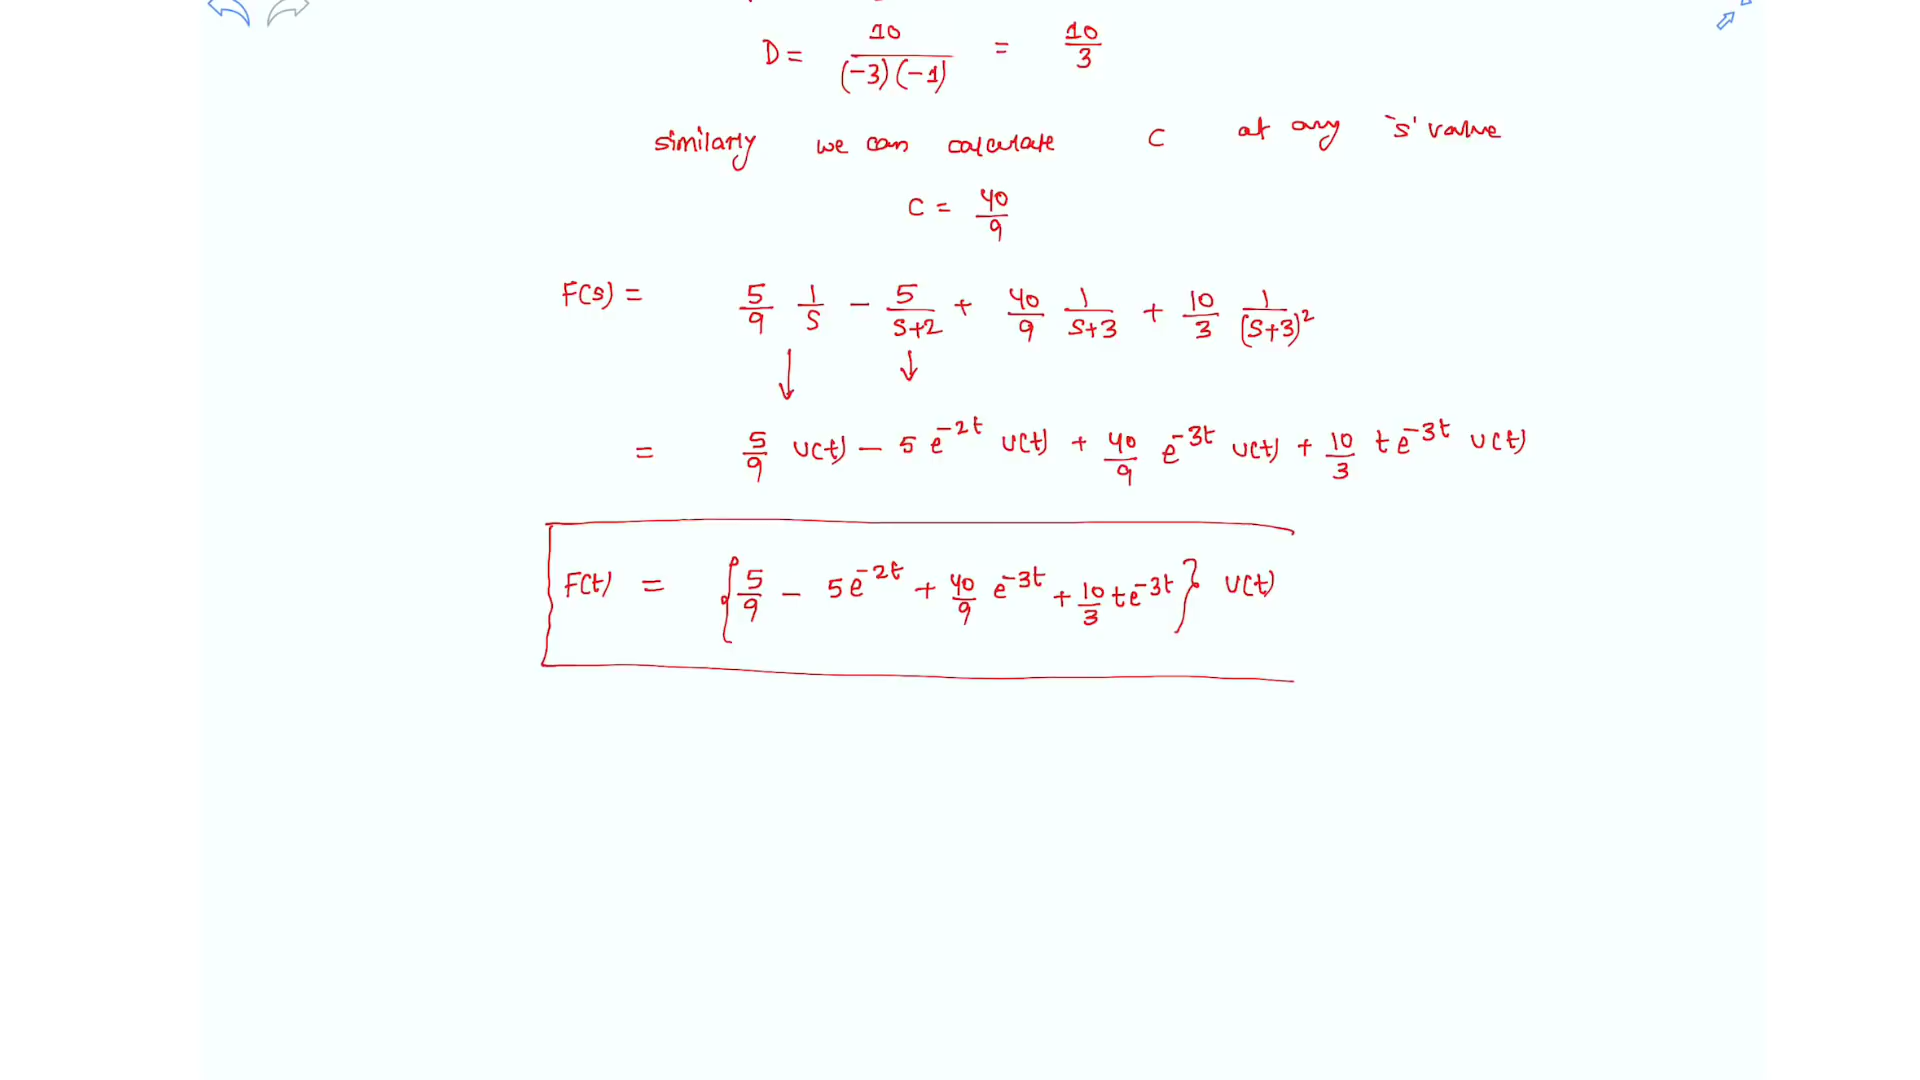 D = 10/(-3)(-1) = 10/3
similarly we can calculate C at any 's' value
C = 40/9
F(s) = 5/9 1/s - 5/s+2 + 40/9 1/s+3 + 10/3 1/(s+3)²
= 5/9 u(t) - 5 e^-2t u(t) + 40/9 e^-3t u(t) + 10/3 t e^-3t u(t)
F(t) = {5/9 - 5e^-2t + 40/9 e^-3t + 10/3 t e^-3t} u(t)